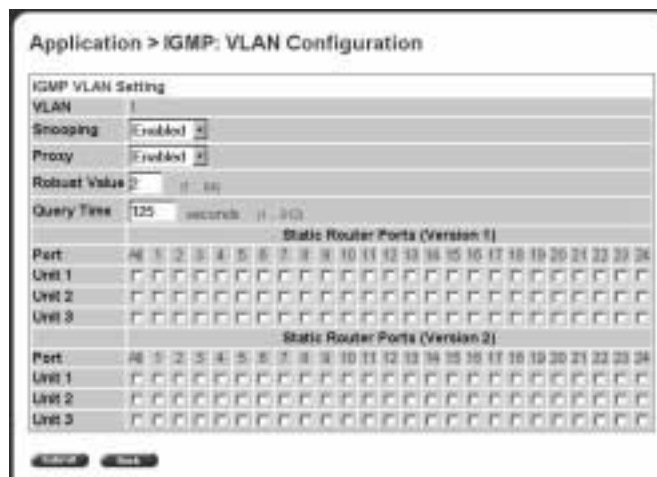 Application > IGMP: VLAN Configuration
IGMP VLAN Setting
VLAN 1
Snooping Enabled
Proxy Enabled
Robust Value 2
Query Time 125 seconds
Static Router Ports (Version 1)
Port All 1 2 3 4 5 6 7 8 9 10 11 12 13 14 15 16 17 18 19 20 21 22 23 24
Unit 1
Unit 2
Unit 3
Static Router Ports (Version 2)
Port All 1 2 3 4 5 6 7 8 9 10 11 12 13 14 15 16 17 18 19 20 21 22 23 24
Unit 1
Unit 2
Unit 3
Submit Back